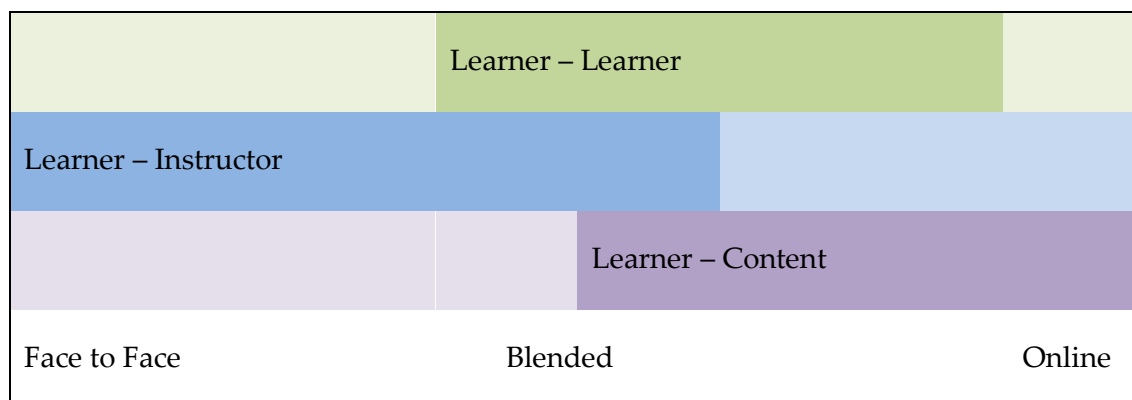 Learner – Learner
Learner – Instructor
Learner – Content
Face to Face Blended Online